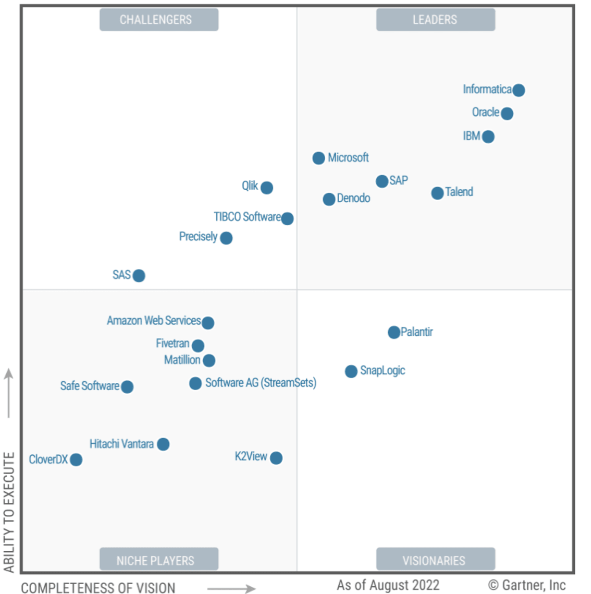 CHALLENGERS
LEADERS
Informatica
Oracle
IBM
Microsoft
SAP
Qlik
Talend
Denodo
TIBCO Software
Precisely
SAS
Amazon Web Services
Palantir
Fivetran
Matillion
SnapLogic
Safe Software
Software AG (StreamSets)
Hitachi Vantara
K2View
CloverDX
ABILITY TO EXECUTE
NICHE PLAYERS
VISIONARIES
COMPLETENESS OF VISION
As of August 2022
© Gartner, Inc